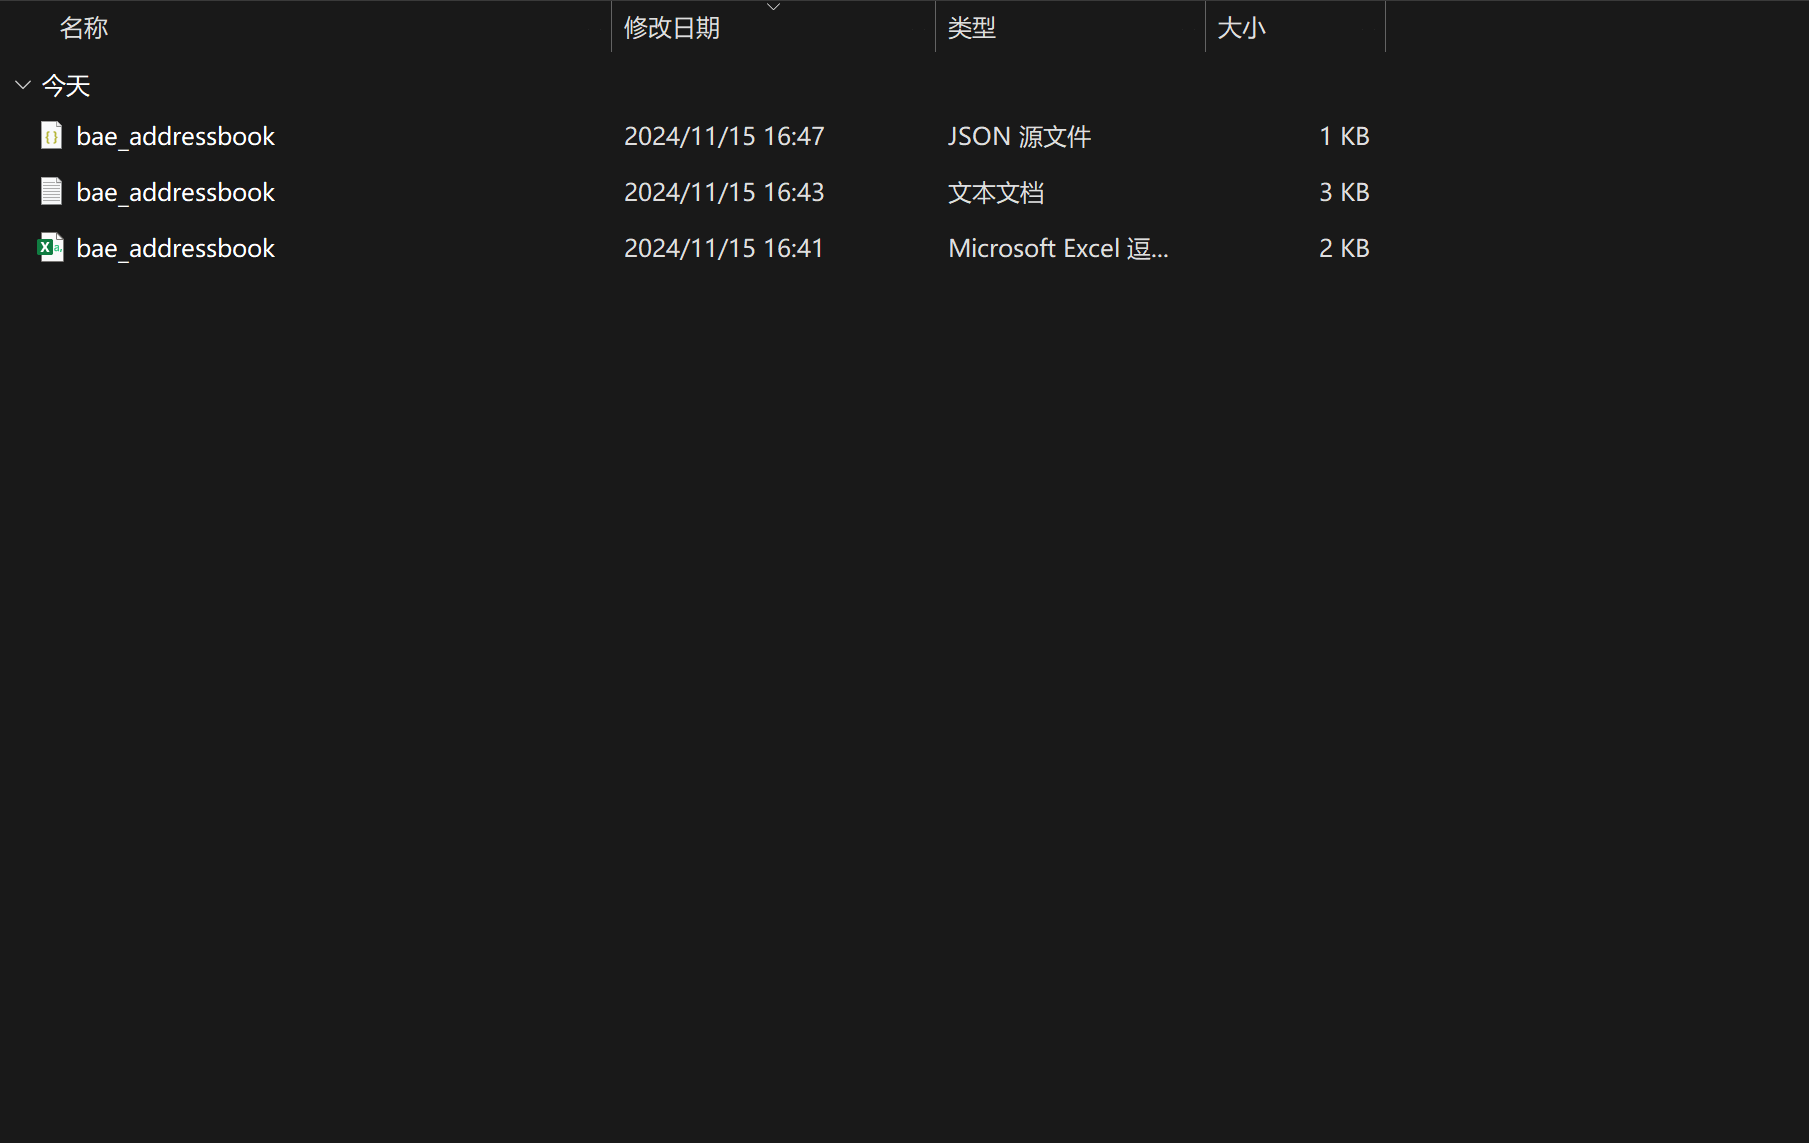 名称 修改日期 类型 大小
今天
bae_addressbook 2024/11/15 16:47 JSON 源文件 1 KB
bae_addressbook 2024/11/15 16:43 文本文档 3 KB
bae_addressbook 2024/11/15 16:41 Microsoft Excel 逗... 2 KB